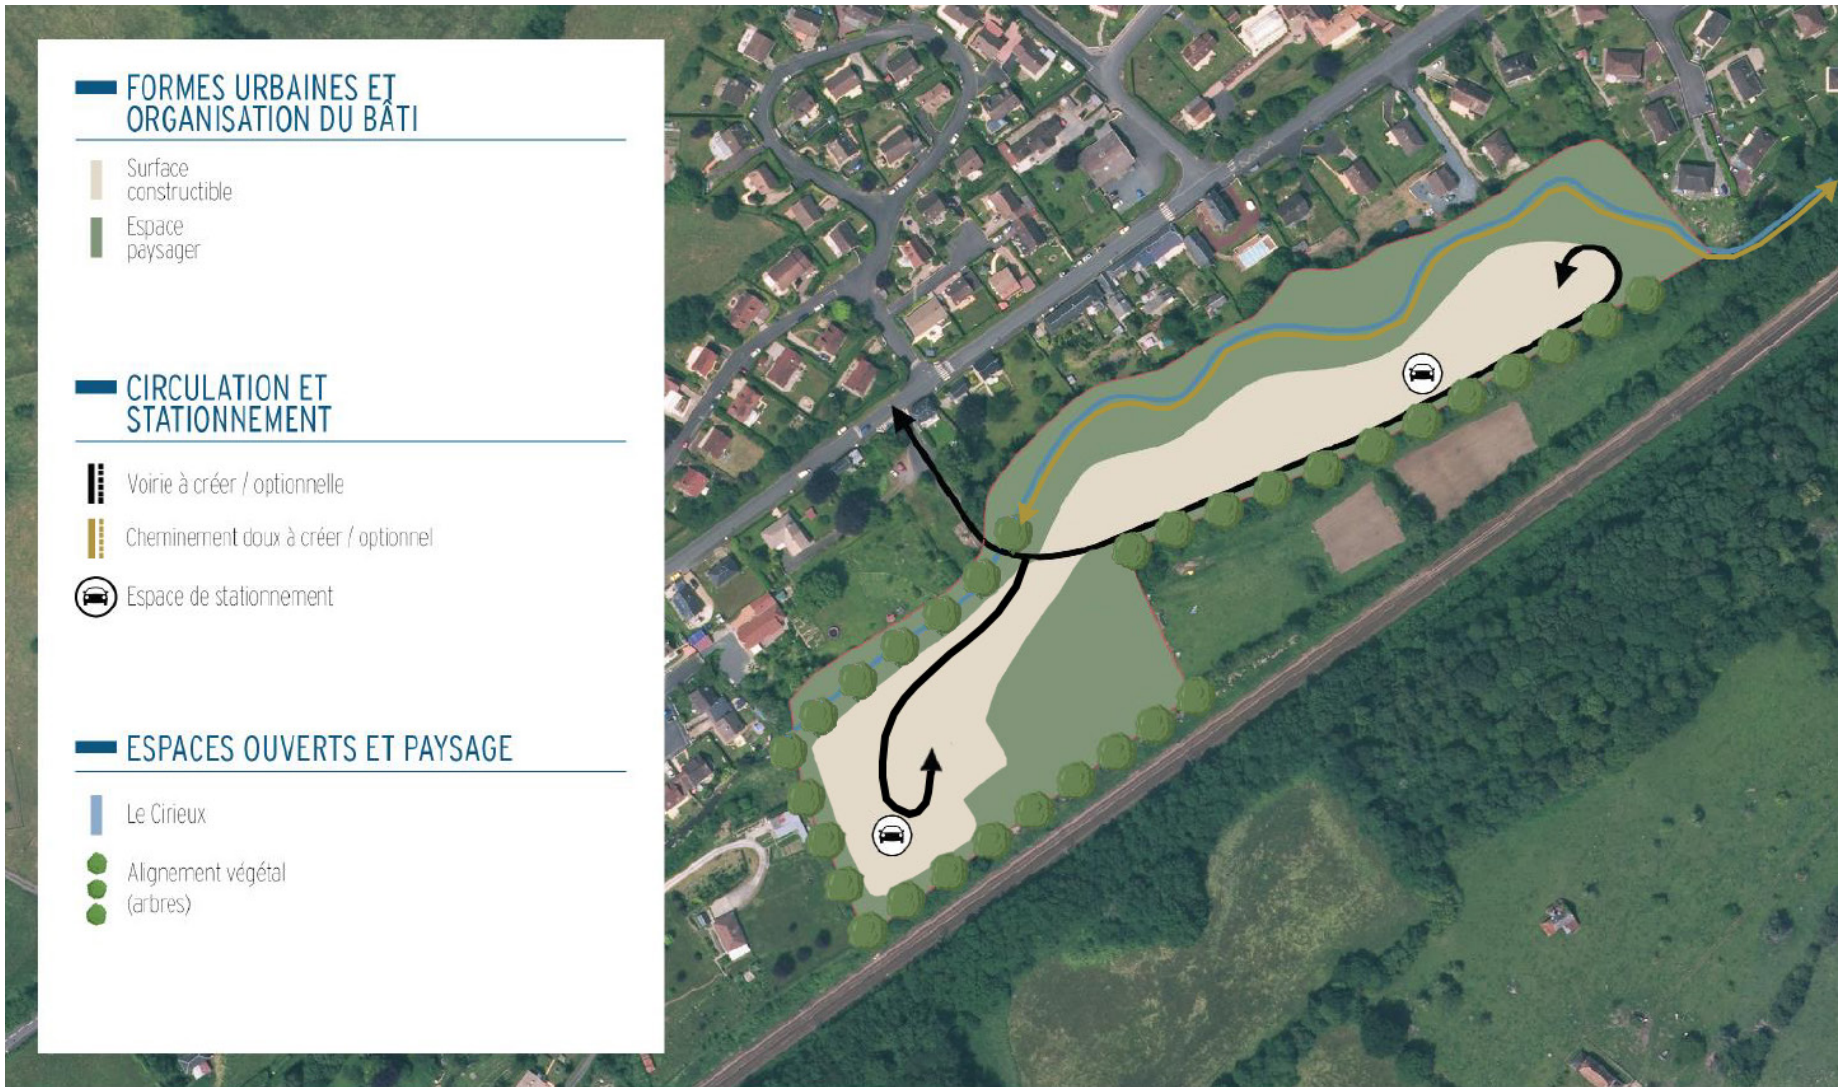 FORMES URBAINES ET
ORGANISATION DU BÂTI
Surface
constructible
Espace
paysager
CIRCULATION ET
STATIONNEMENT
Voirie à créer / optionnelle
Cheminement doux à créer / optionnel
Espace de stationnement
ESPACES OUVERTS ET PAYSAGE
Le Cirieux
Alignement végétal
(arbres)